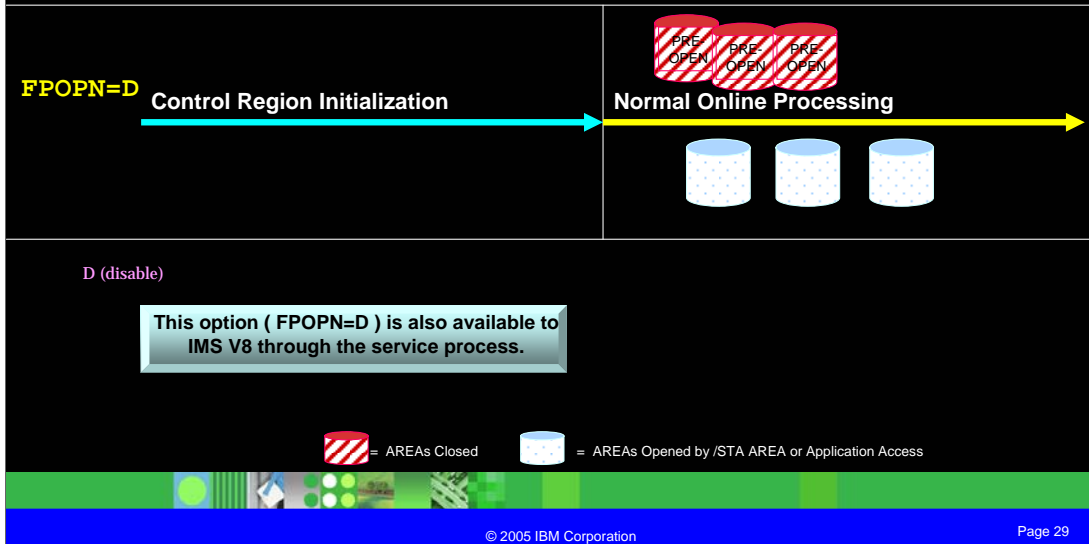 PRE-
OPEN
PRE-
OPEN
PRE-
OPEN
FPOPN=D
Control Region Initialization
Normal Online Processing
D (disable)
This option ( FPOPN=D ) is also available to
IMS V8 through the service process.
= AREAs Closed
= AREAs Opened by /STA AREA or Application Access
© 2005 IBM Corporation
Page 29